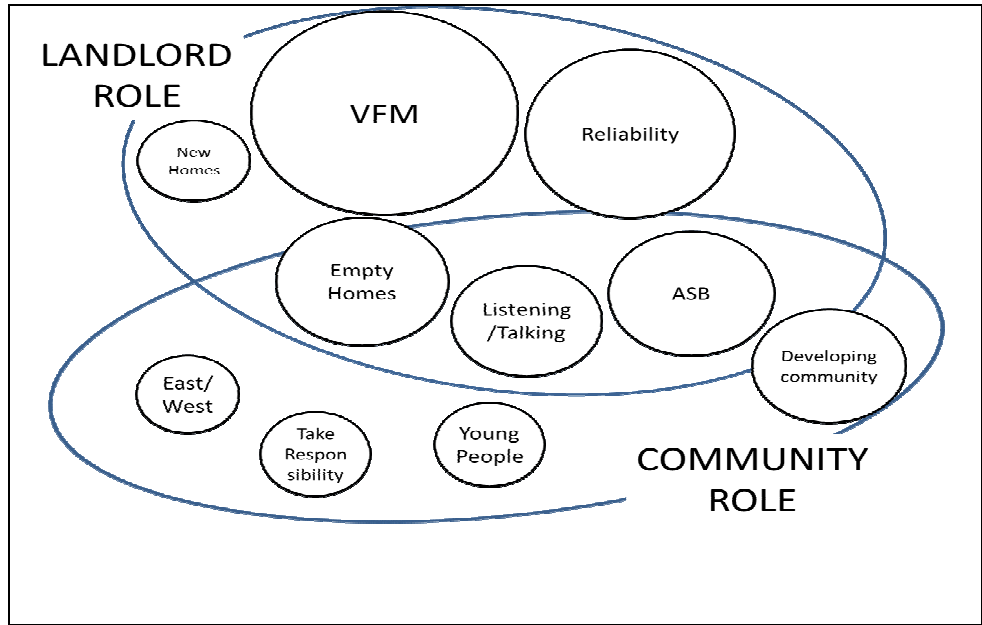 LANDLORD
ROLE
VFM
Reliability
New
Homes
Empty
Homes
Listening
/Talking
ASB
Developing
community
East/
West
Take
Respon
sibility
Young
People
COMMUNITY
ROLE